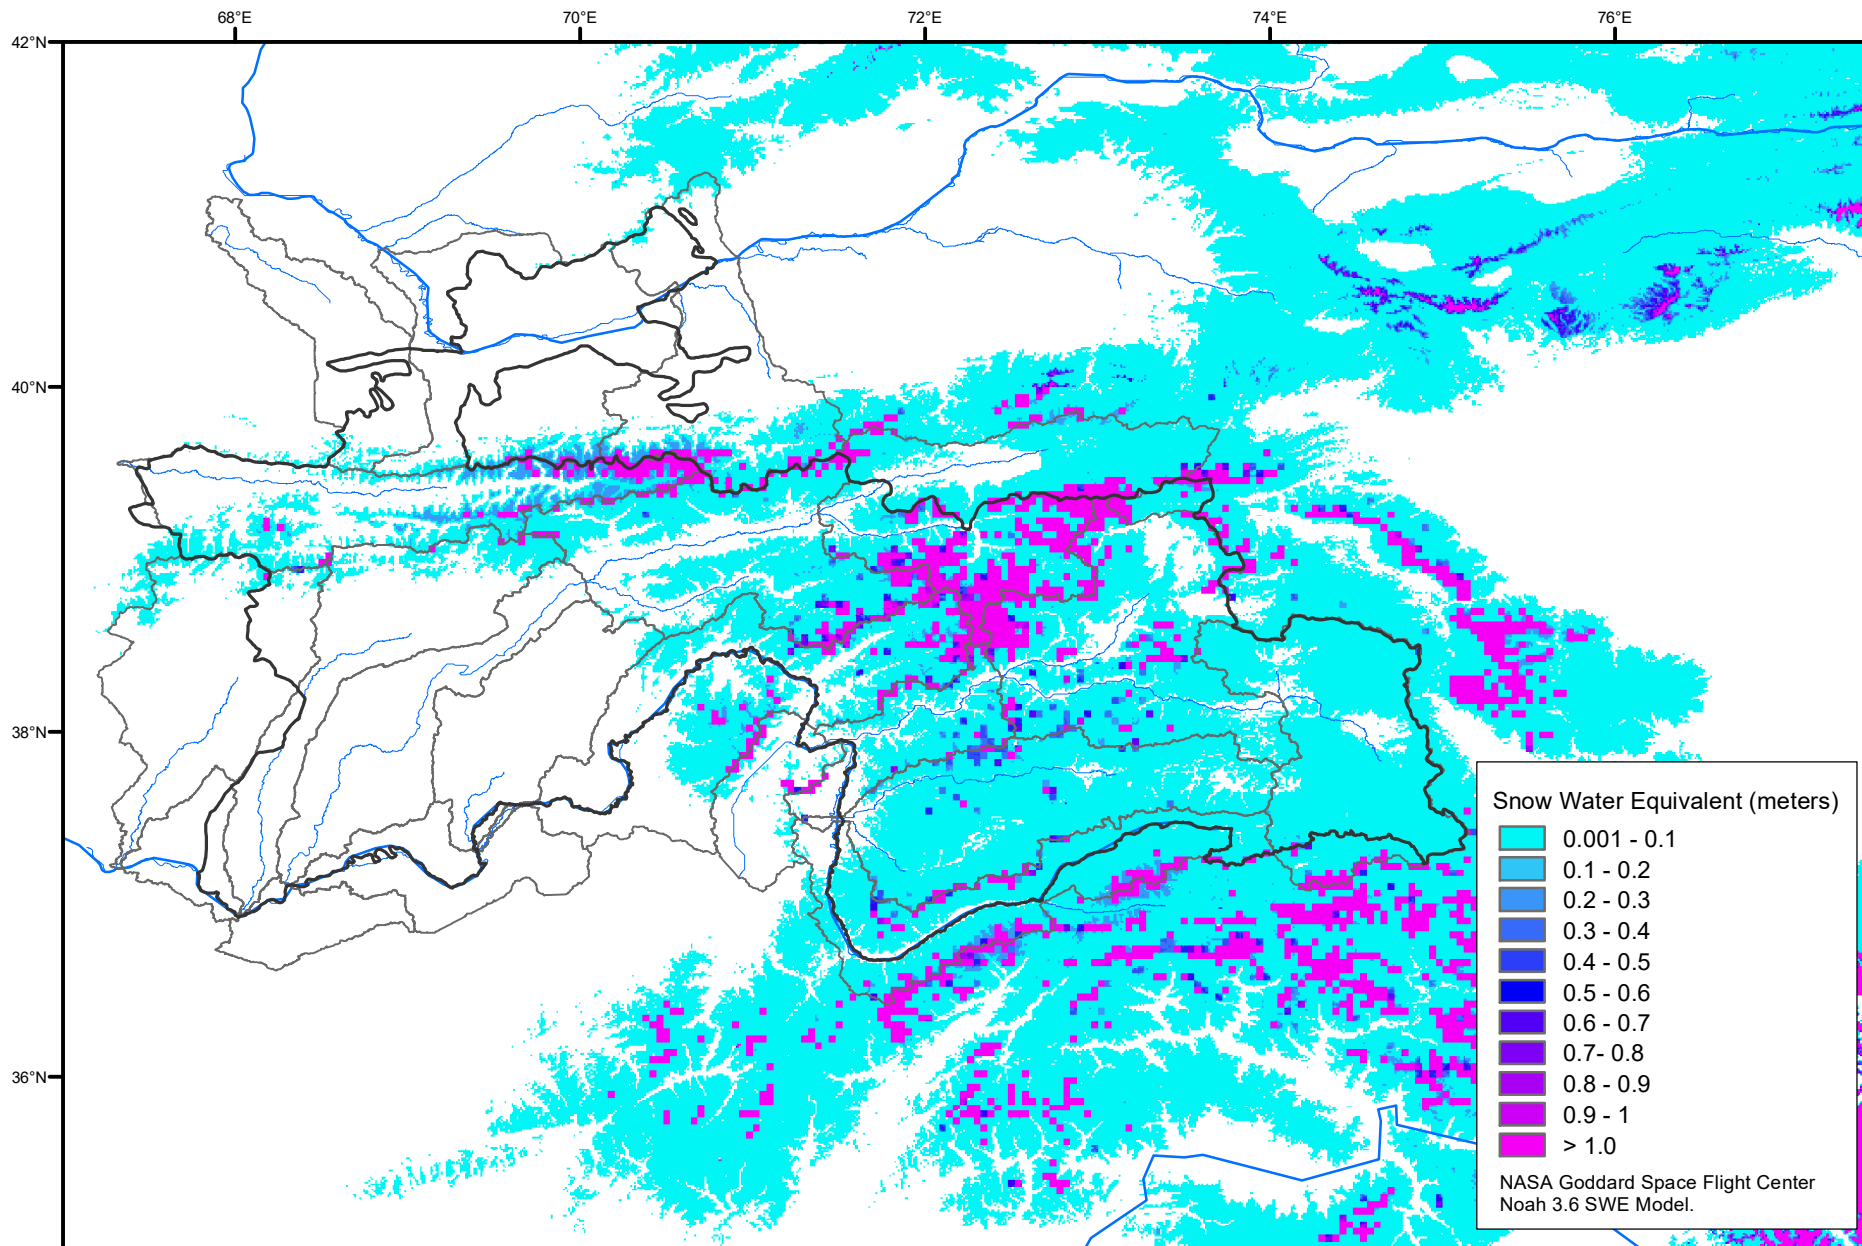 68°E
70°E
72°E
74°E
76°E
42°N
40°N
38°N
36°N
Snow Water Equivalent (meters)
0.001 - 0.1
0.1 - 0.2
0.2 - 0.3
0.3 - 0.4
0.4 - 0.5
0.5 - 0.6
0.6 - 0.7
0.7- 0.8
0.8 - 0.9
0.9 - 1
> 1.0
NASA Goddard Space Flight Center
Noah 3.6 SWE Model.